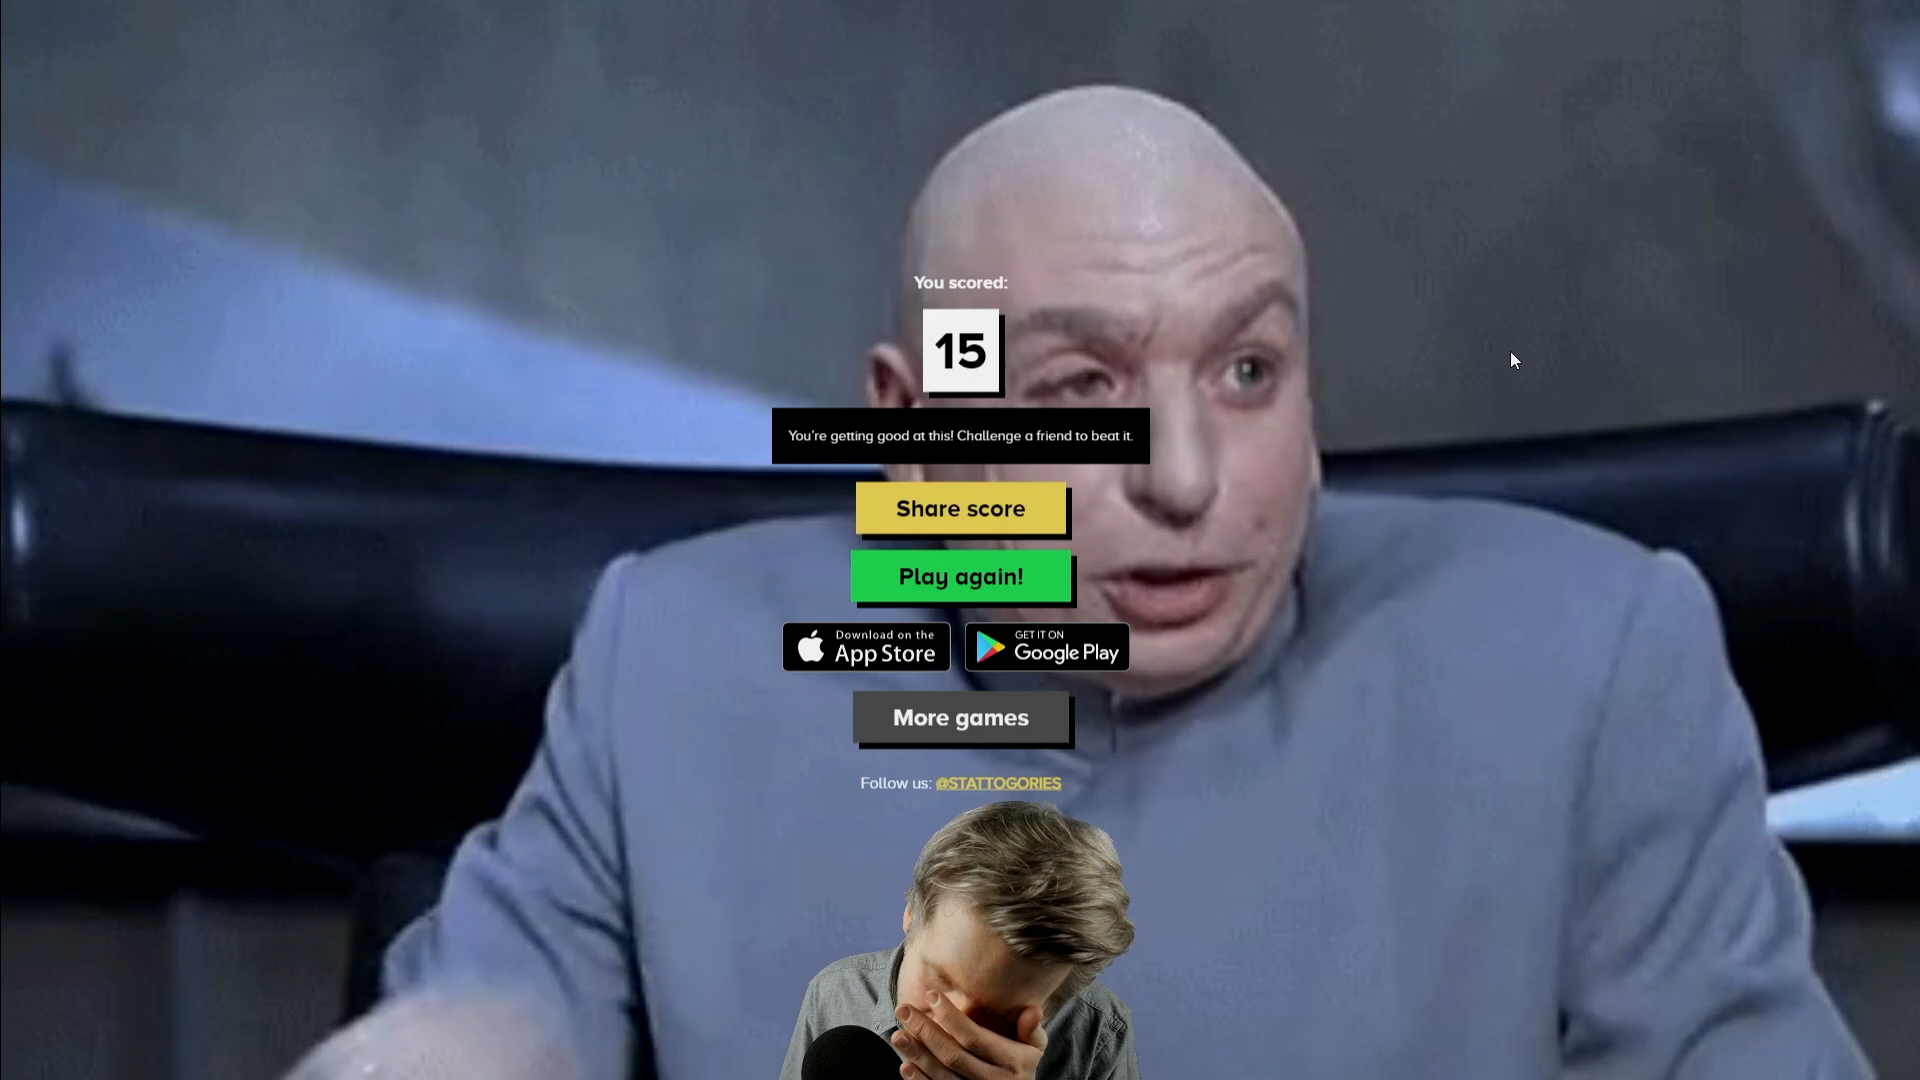 You scored:
15
You're getting good at this! Challenge a friend to beat it.
Share score
Play again!
Download on the
App Store
GET IT ON
Google Play
More games
Follow us: @STATTOGORIES